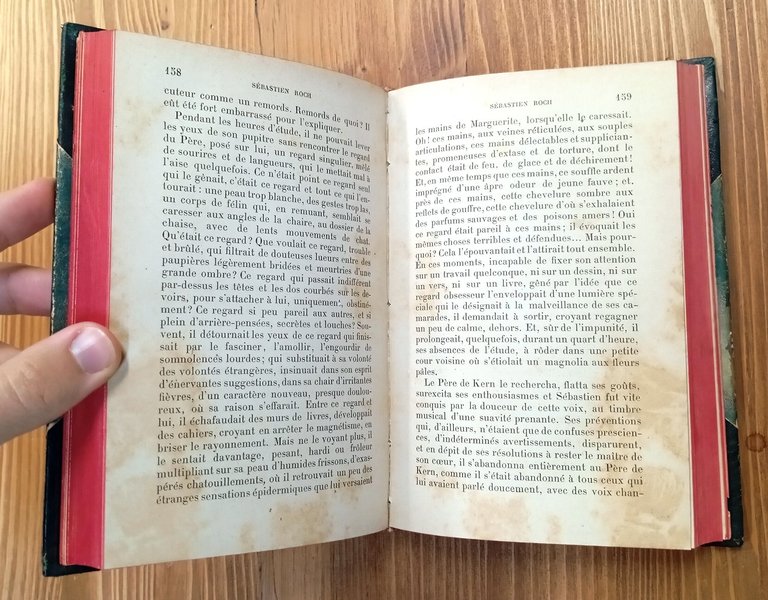 158
SÉBASTIEN ROCH
cuteur comme un remords. Remords de quoi? Il
eût été fort embarrassé pour l'expliquer.
Pendant les heures d'étude, il ne pouvait lever
les yeux de son pupitre sans rencontrer le regard
du Père, posé sur lui, un regard singulier, mêlé
de sourires et de langueurs, qui le mettait mal à
l'aise quelquefois. Ce n'était point ce regard seul
qui le gênait, c'était ce regard et tout ce qui l'en-
tourait : une peau trop blanche, des gestes trop las,
un corps de félin qui, en remuant, semblait se
caresser aux angles de la chaire, au dossier de la
chaise, avec de lents mouvements de chat.
Qu'était ce regard? Que voulait ce regard, trouble
et brûlé, qui filtrait de douteuses lueurs entre des
paupières légèrement bridées et meurtries d'une
grande ombre? Ce regard qui passait indifférent
par-dessus les têtes et les dos courbés sur les de-
voirs, pour s'attacher à lui, uniquement, obstiné-
ment? Ce regard si peu pareil aux autres, et si
plein d'arrière-pensées, secrètes et louches? Sou-
vent, il détournait les yeux de ce regard qui finis-
sait par le fasciner, l'amollir, l'engourdir de
somnolences lourdes; qui substituait à sa volonté
des volontés étrangères, insinuait dans son esprit
d'énervantes suggestions, dans sa chair d'irritantes
fièvres, d'un caractère nouveau, presque doulou-
reux, où sa raison s'effarait. Entre ce regard et
lui, il échafaudait des murs de livres, développait
des cahiers, croyant en arrêter le magnétisme, en
briser le rayonnement. Mais ne le voyant plus, il
le sentait davantage, pesant, hardi ou frôleur
multipliant sur sa peau d'humides frissons, d'exas-
pérés chatouillements, où il retrouvait un peu des
étranges sensations épidermiques que lui versaient
SÉBASTIEN ROCH
159
les mains de Marguerite, lorsqu'elle le caressait.
Oh! ces mains, aux veines réticulées, aux souples
articulations, ces mains délectables et supplician-
tes, promeneuses d'extase et de torture, dont le
contact était de feu, de glace et de déchirement!
Et, en même temps que ces mains, ce souffle ardent
imprégné d'une âpre odeur de jeune fauve; et,
près de ces mains, cette chevelure sombre aux
reflets de gouffre, cette chevelure d'où s'exhalaient
des parfums sauvages et des poisons amers! Oui
ce regard était pareil à ces mains; il évoquait les
mêmes choses terribles et défendues... Mais pour-
quoi? Cela l'épouvantait et l'attirait tout ensemble.
En ces moments, incapable de fixer son attention
sur un travail quelconque, ni sur un dessin, ni sur
un vers, ni sur un livre, gêné par l'idée que ce
regard obsesseur l'enveloppait d'une lumière spé-
ciale qui le désignait à la malveillance de ses ca-
marades, il demandait à sortir, croyant regagner
un peu de calme, dehors. Et, sûr de l'impunité, il
prolongeait, quelquefois, durant un quart d'heure,
ses absences de l'étude, à rôder dans une petite
cour voisine où s'étiolait un magnolia aux fleurs
pâles.
Le Père de Kern le rechercha, flatta ses goûts,
surexcita ses enthousiasmes et Sébastien fut vite
conquis par la douceur de cette voix, au timbre
musical d'une suavité prenante. Ses préventions
qui, d'ailleurs, n'étaient que de confuses prescien-
ces, d'indéterminés avertissements, disparurent,
et en dépit de ses résolutions à rester le maître de
son cœur, il s'abandonna entièrement au Père de
Kern, comme il s'était abandonné à tous ceux qui
lui avaient parlé doucement, avec des voix chan-